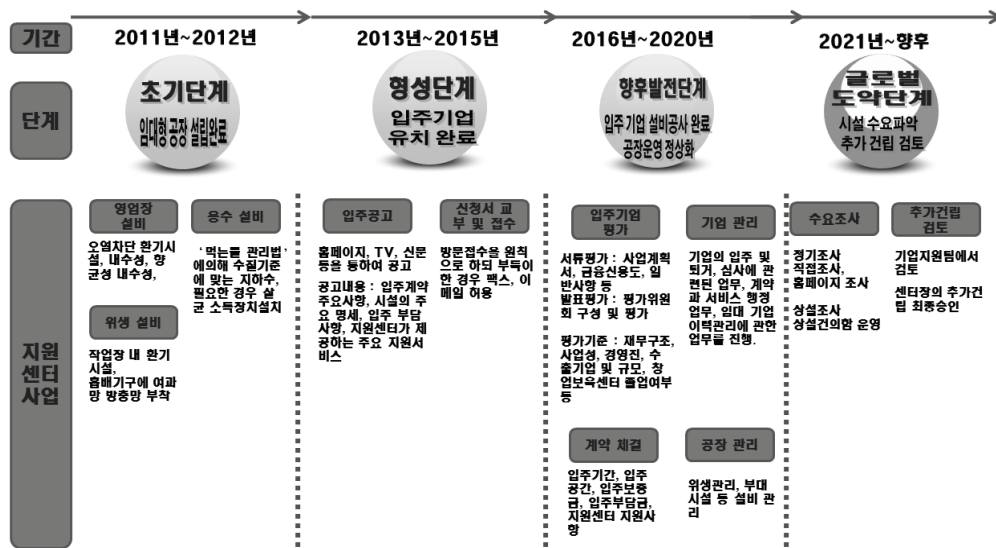 기간
2011년~2012년
2013년~2015년
2016년~2020년
2021년~향후
단계
초기단계
임대형 공장 설립완료
형성단계
입주기업
유치 완료
향후발전단계
입주 기업 설비공사 완료
공장운영 정상화
글로벌
도약단계
시설 수요파악
추가 건립 검토
지원
센터
사업
영업장
설비
오염차단 환기시
설, 내수성, 향
균성 내수성,
위생 설비
작업장 내 환기
시설,
흡배기구에 여과
망 방충망 부착
용수 설비
'먹는물 관리법'
에의해 수질기준
에 맞는 지하수,
필요한 경우 살
균 소독장치설치
입주공고
홈페이지, TV, 신문
등을 통하여 공고
공고내용 : 입주계약
주요사항, 시설의 주
요 명세, 입주 부담
사항, 지원센터가 제
공하는 주요 지원서
비스
신청서 교
부 및 접수
방문접수을 원칙
으로 하되 부득이
한 경우 팩스, 이
메일 허용
입주기업
평가
서류평가 : 사업계획
서, 금융신용도, 일
반사항 등
발표평가 : 평가위원
회 구성 및 평가
평가기준 : 재무구조,
사업성, 경영진, 수
출기업 및 규모, 창
업보육센터 졸업여부
등
기업 관리
기업의 입주 및
퇴거, 심사에 관
련된 업무, 계약
과 서비스 행정
업무, 임대 기업
이력관리에 관한
업무를 진행.
계약 체결
입주기간, 입주
공간, 입주보증
금, 입주부담금,
지원센터 지원사
항
공장 관리
위생관리, 부대
시설 등 설비 관
리
수요조사
정기조사
직접조사,
홈페이지 조사
상설조사
상설건의함 운영
추가건립
검토
기업지원팀에서
검토
센터장의 추가건
립 최종승인